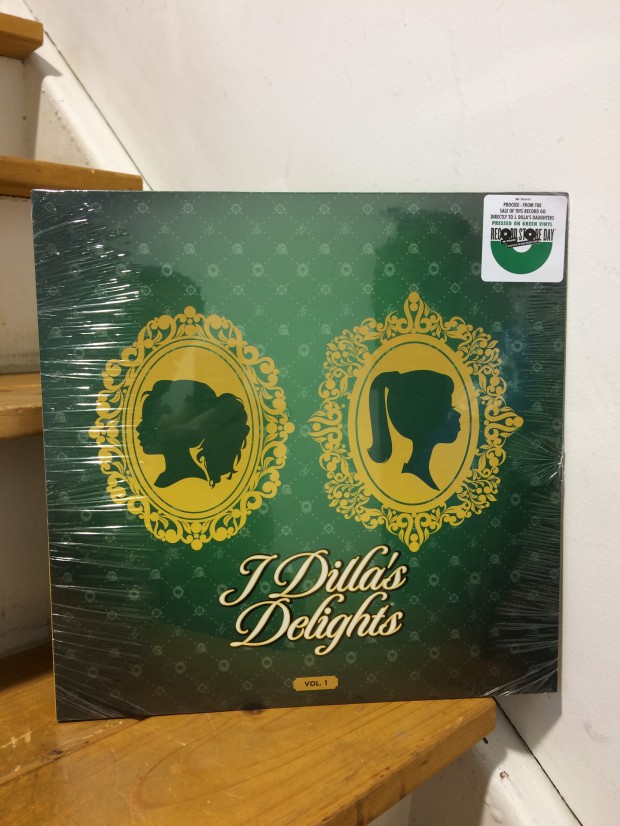 PROCEEDS FROM THE
SALE OF THIS RECORD GO
DIRECTLY TO J. DILLA'S DAUGHTERS
PRESSED ON GREEN VINYL
RECORD STORE DAY
J Dilla's
Delights
VOL. 1